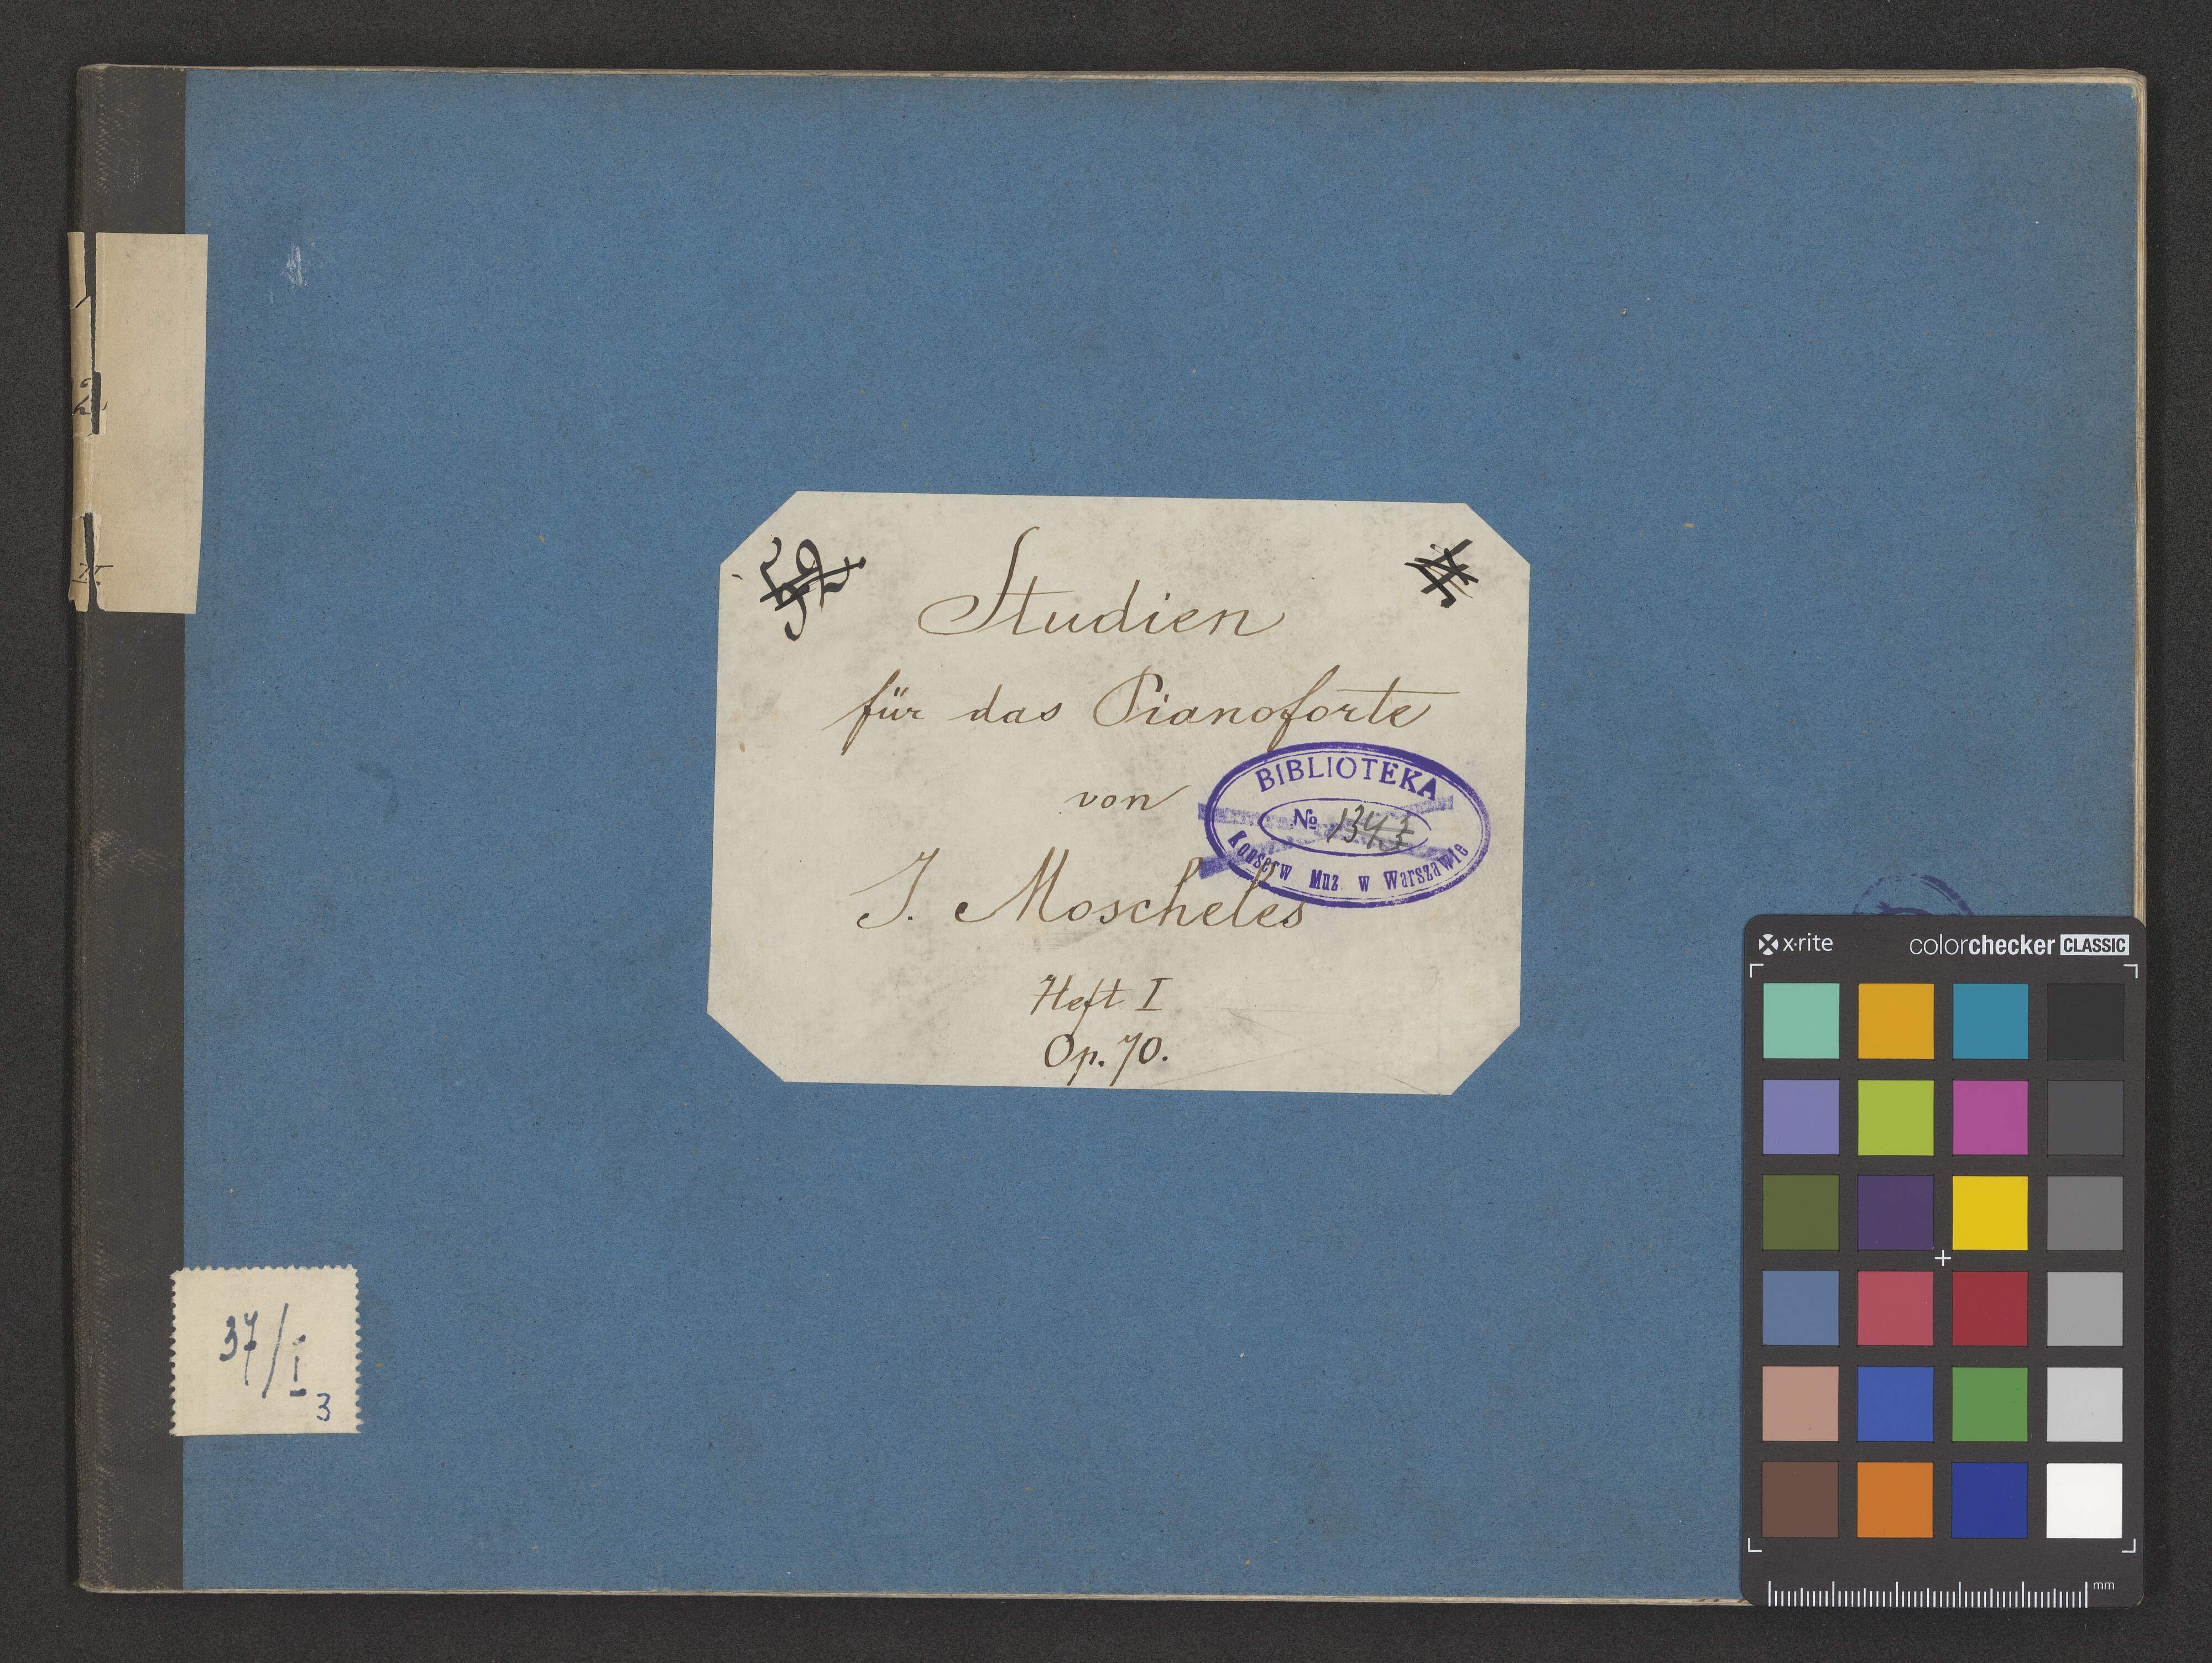 Studien
für das Pianoforte
von
J. Moscheles
Heft I
Op. 70.
BIBLIOTEKA
№ 1343
Konserw Muz. w Warszawie
37/I
3
x·rite
colorchecker CLASSIC
mm